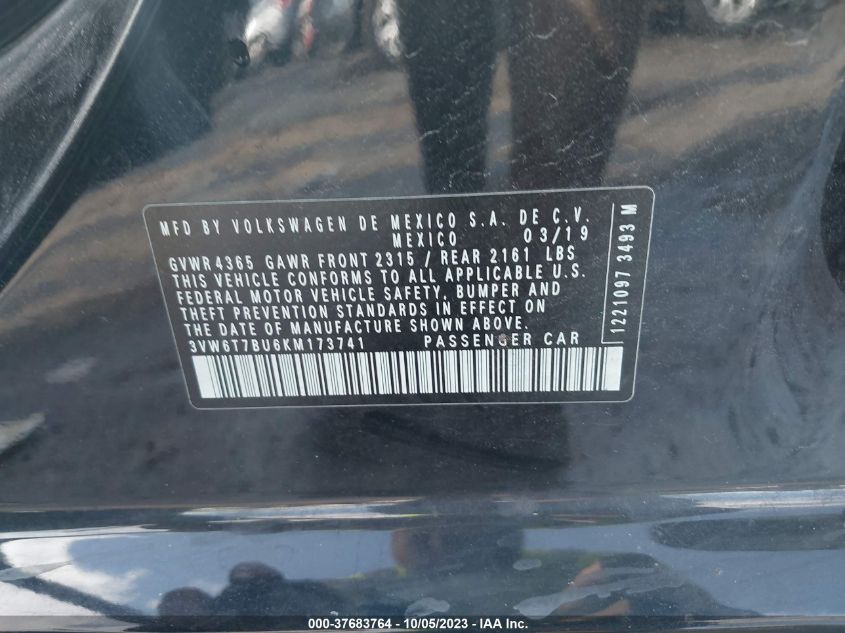 MFD BY VOLKSWAGEN DE MEXICO S.A. DE C.V.
MEXICO 03/19
GVWR 4365 GAWR FRONT 2315 / REAR 2161 LBS
THIS VEHICLE CONFORMS TO ALL APPLICABLE U.S.
FEDERAL MOTOR VEHICLE SAFETY, BUMPER AND
THEFT PREVENTION STANDARDS IN EFFECT ON
THE DATE OF MANUFACTURE SHOWN ABOVE.
3VW6T7BU6KM173741 PASSENGER CAR
1221097 3493 M
000-37683764 - 10/05/2023 - IAA Inc.